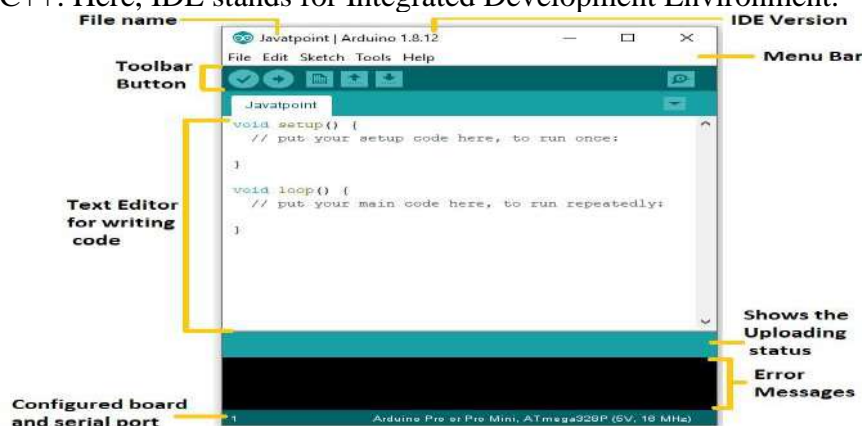 C++. Here, IDE stands for Integrated Development Environment.
File name
IDE Version
Javatpoint | Arduino 1.8.12
File Edit Sketch Tools Help
Menu Bar
Toolbar
Button
Javatpoint
void setup() {
// put your setup code here, to run once:
}
void loop() {
// put your main code here, to run repeatedly:
}
Text Editor
for writing
code
Shows the
Uploading
status
Error
Messages
Configured board
and serial port
1
Arduino Pro or Pro Mini, ATmega328P (5V, 16 MHz)